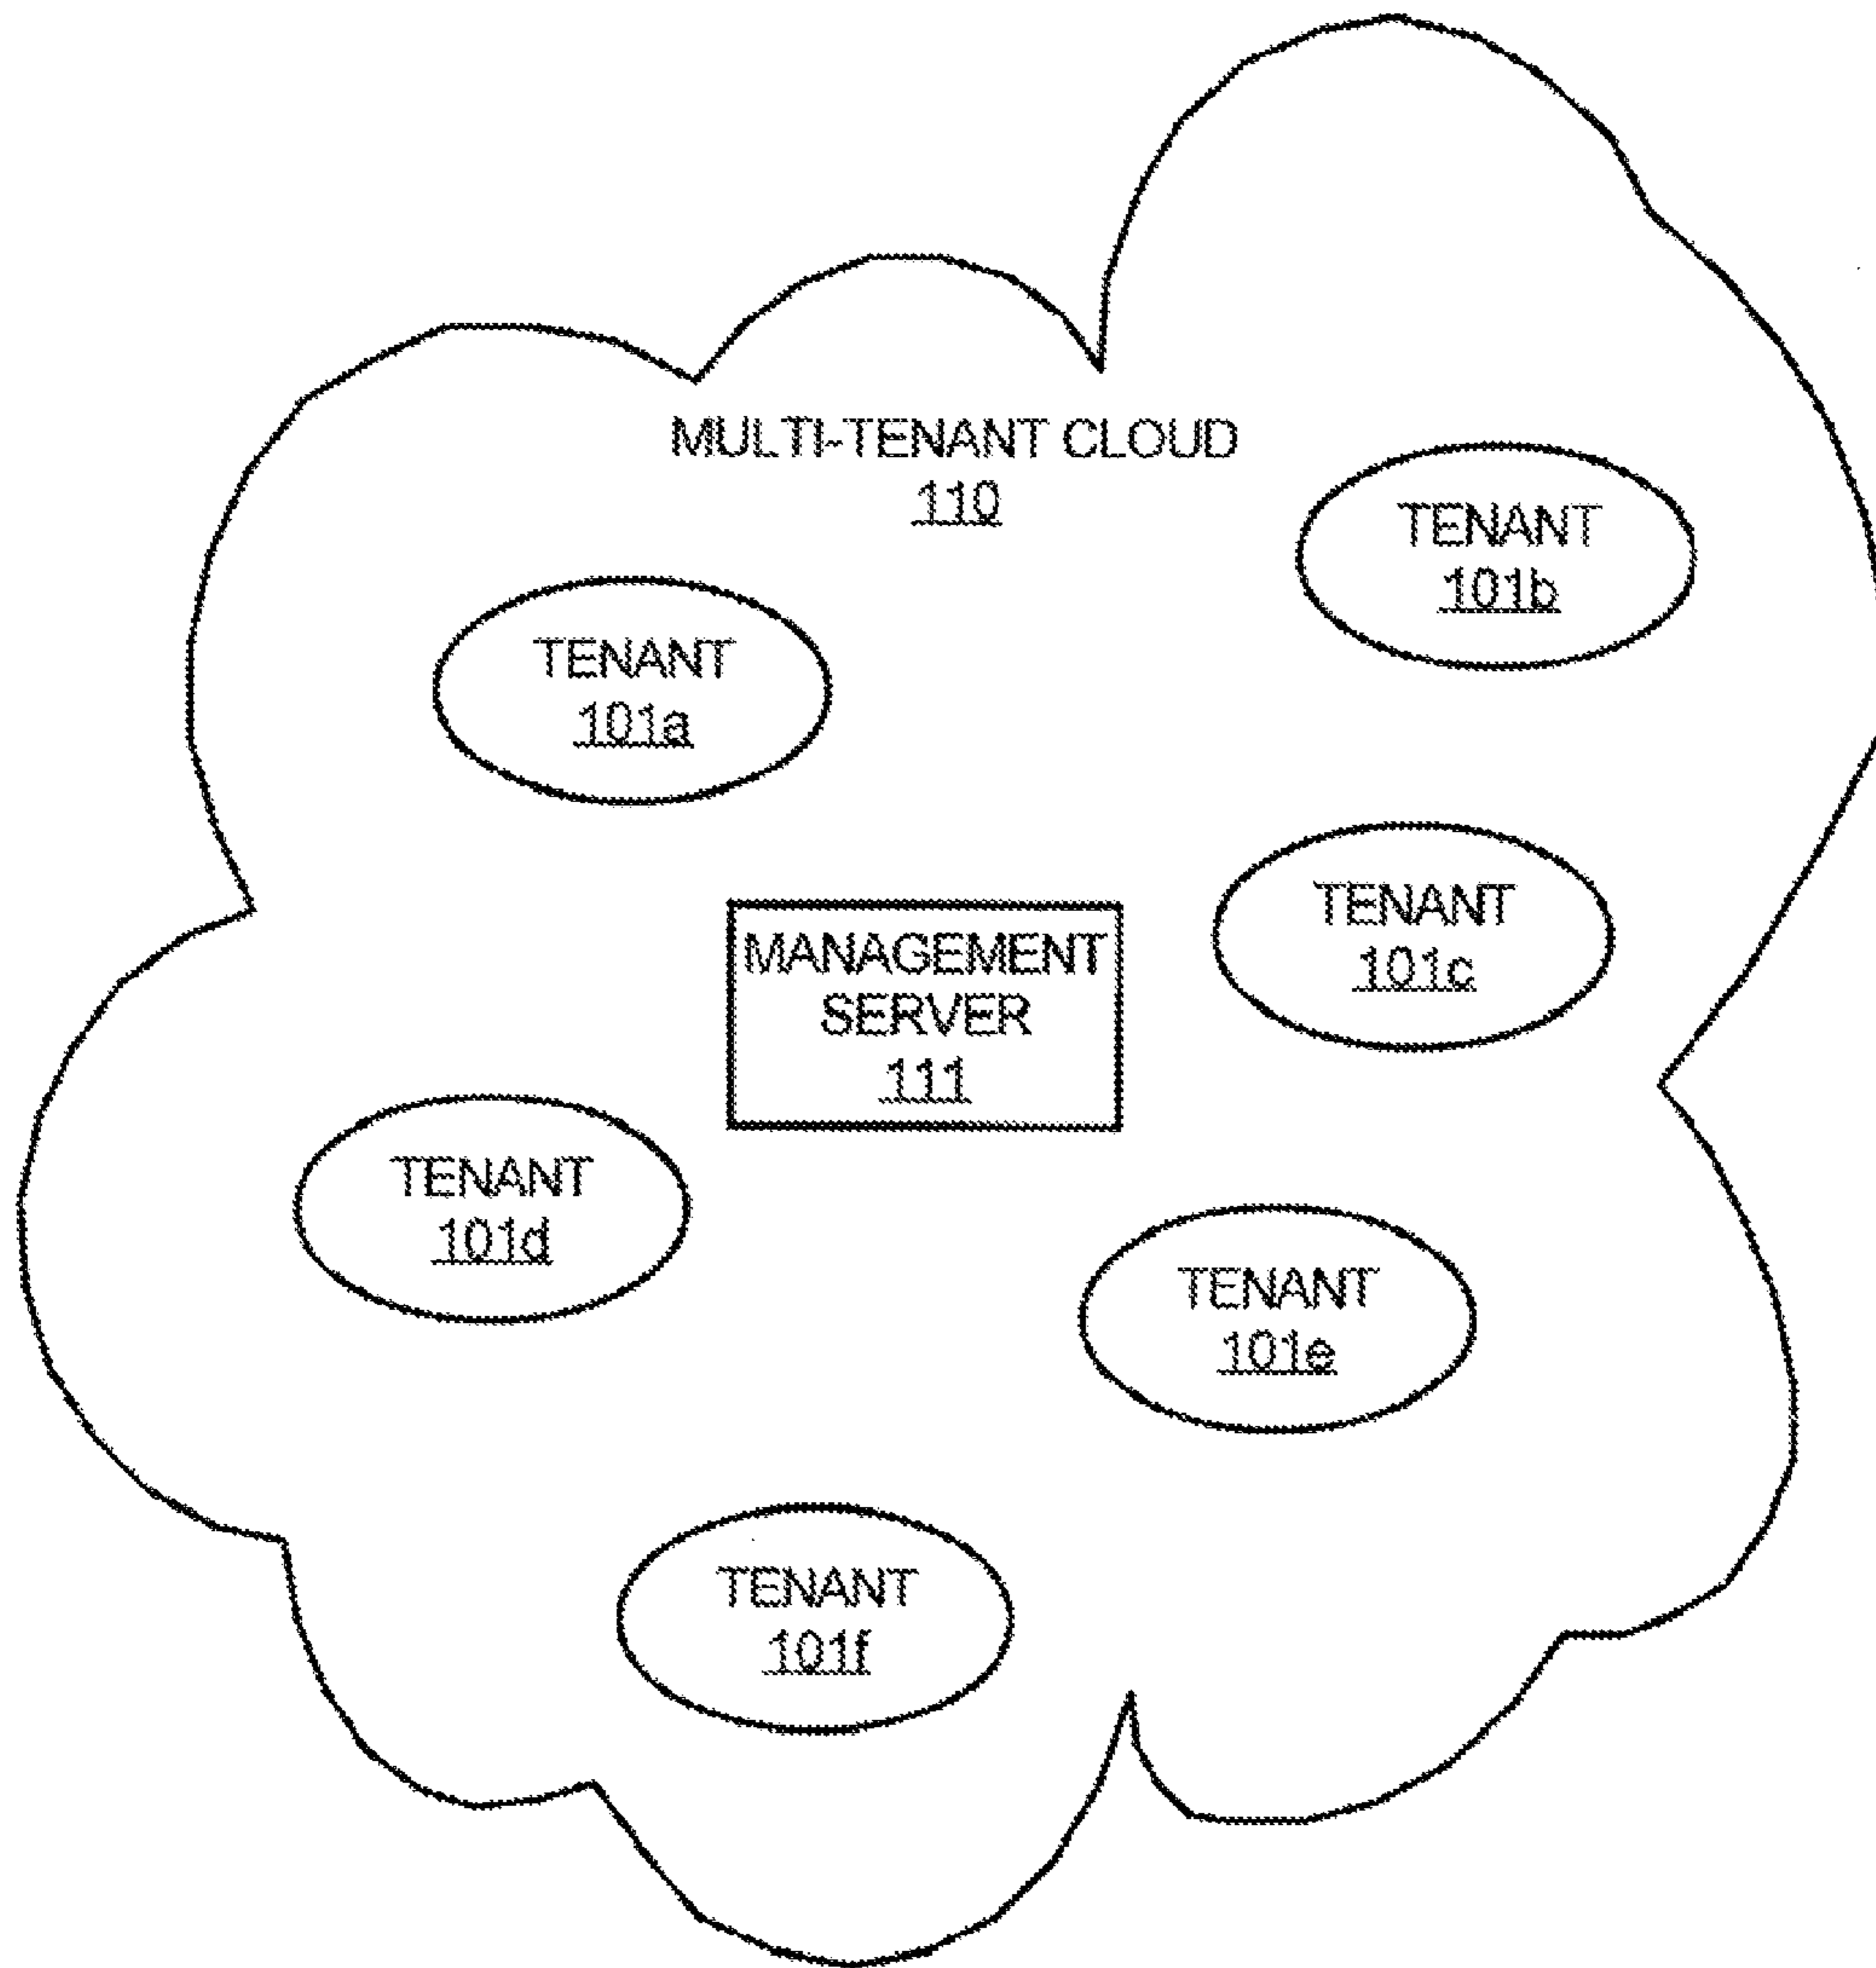 MULTI-TENANT CLOUD
110
TENANT
101b
TENANT
101a
TENANT
101c
MANAGEMENT
SERVER
111
TENANT
101d
TENANT
101e
TENANT
101f